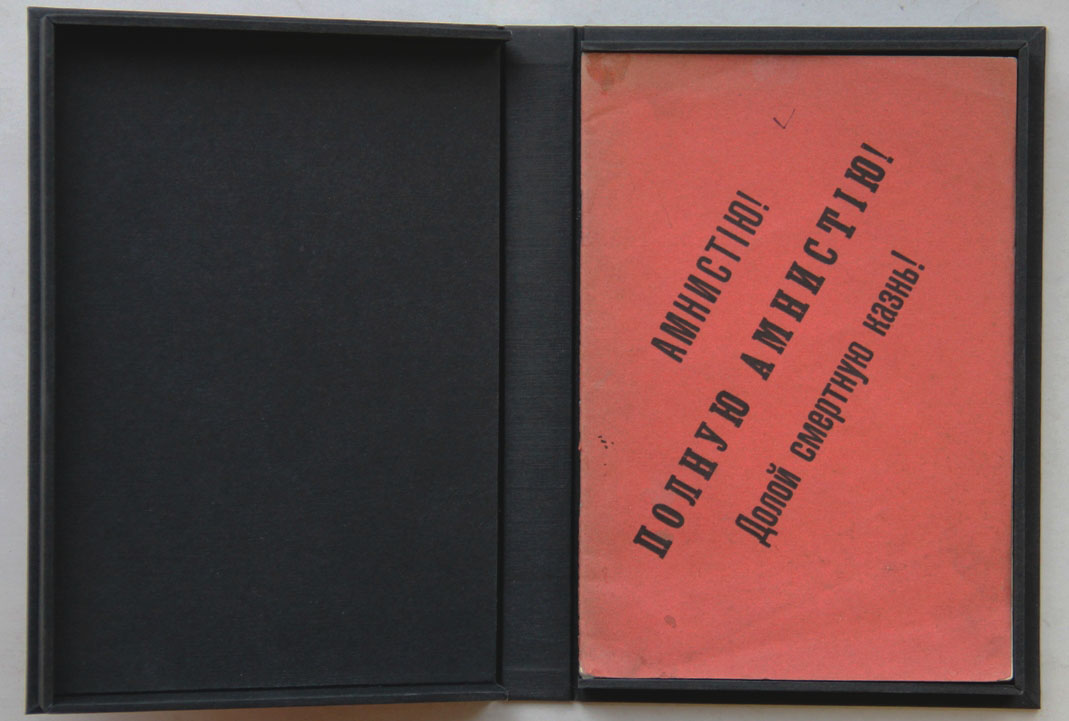 АМНИСТІЮ!
ПОЛНУЮ АМНИСТІЮ!
Долой смертную казнь!